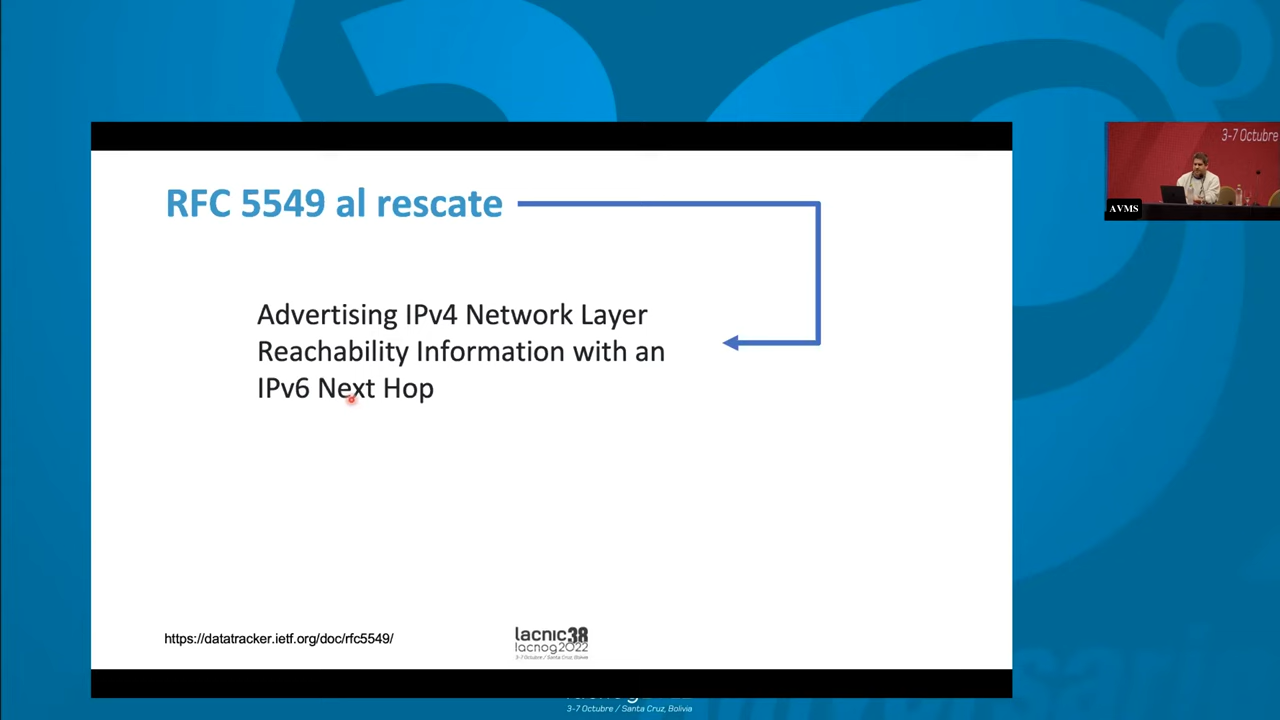 RFC 5549 al rescate
Advertising IPv4 Network Layer
Reachability Information with an
IPv6 Next Hop
https://datatracker.ietf.org/doc/rfc5549/
lacnic38
lacnog2022
3-7 Octubre / Santa Cruz, Bolivia
3-7 Octubre
AVMS
3-7 Octubre / Santa Cruz, Bolivia